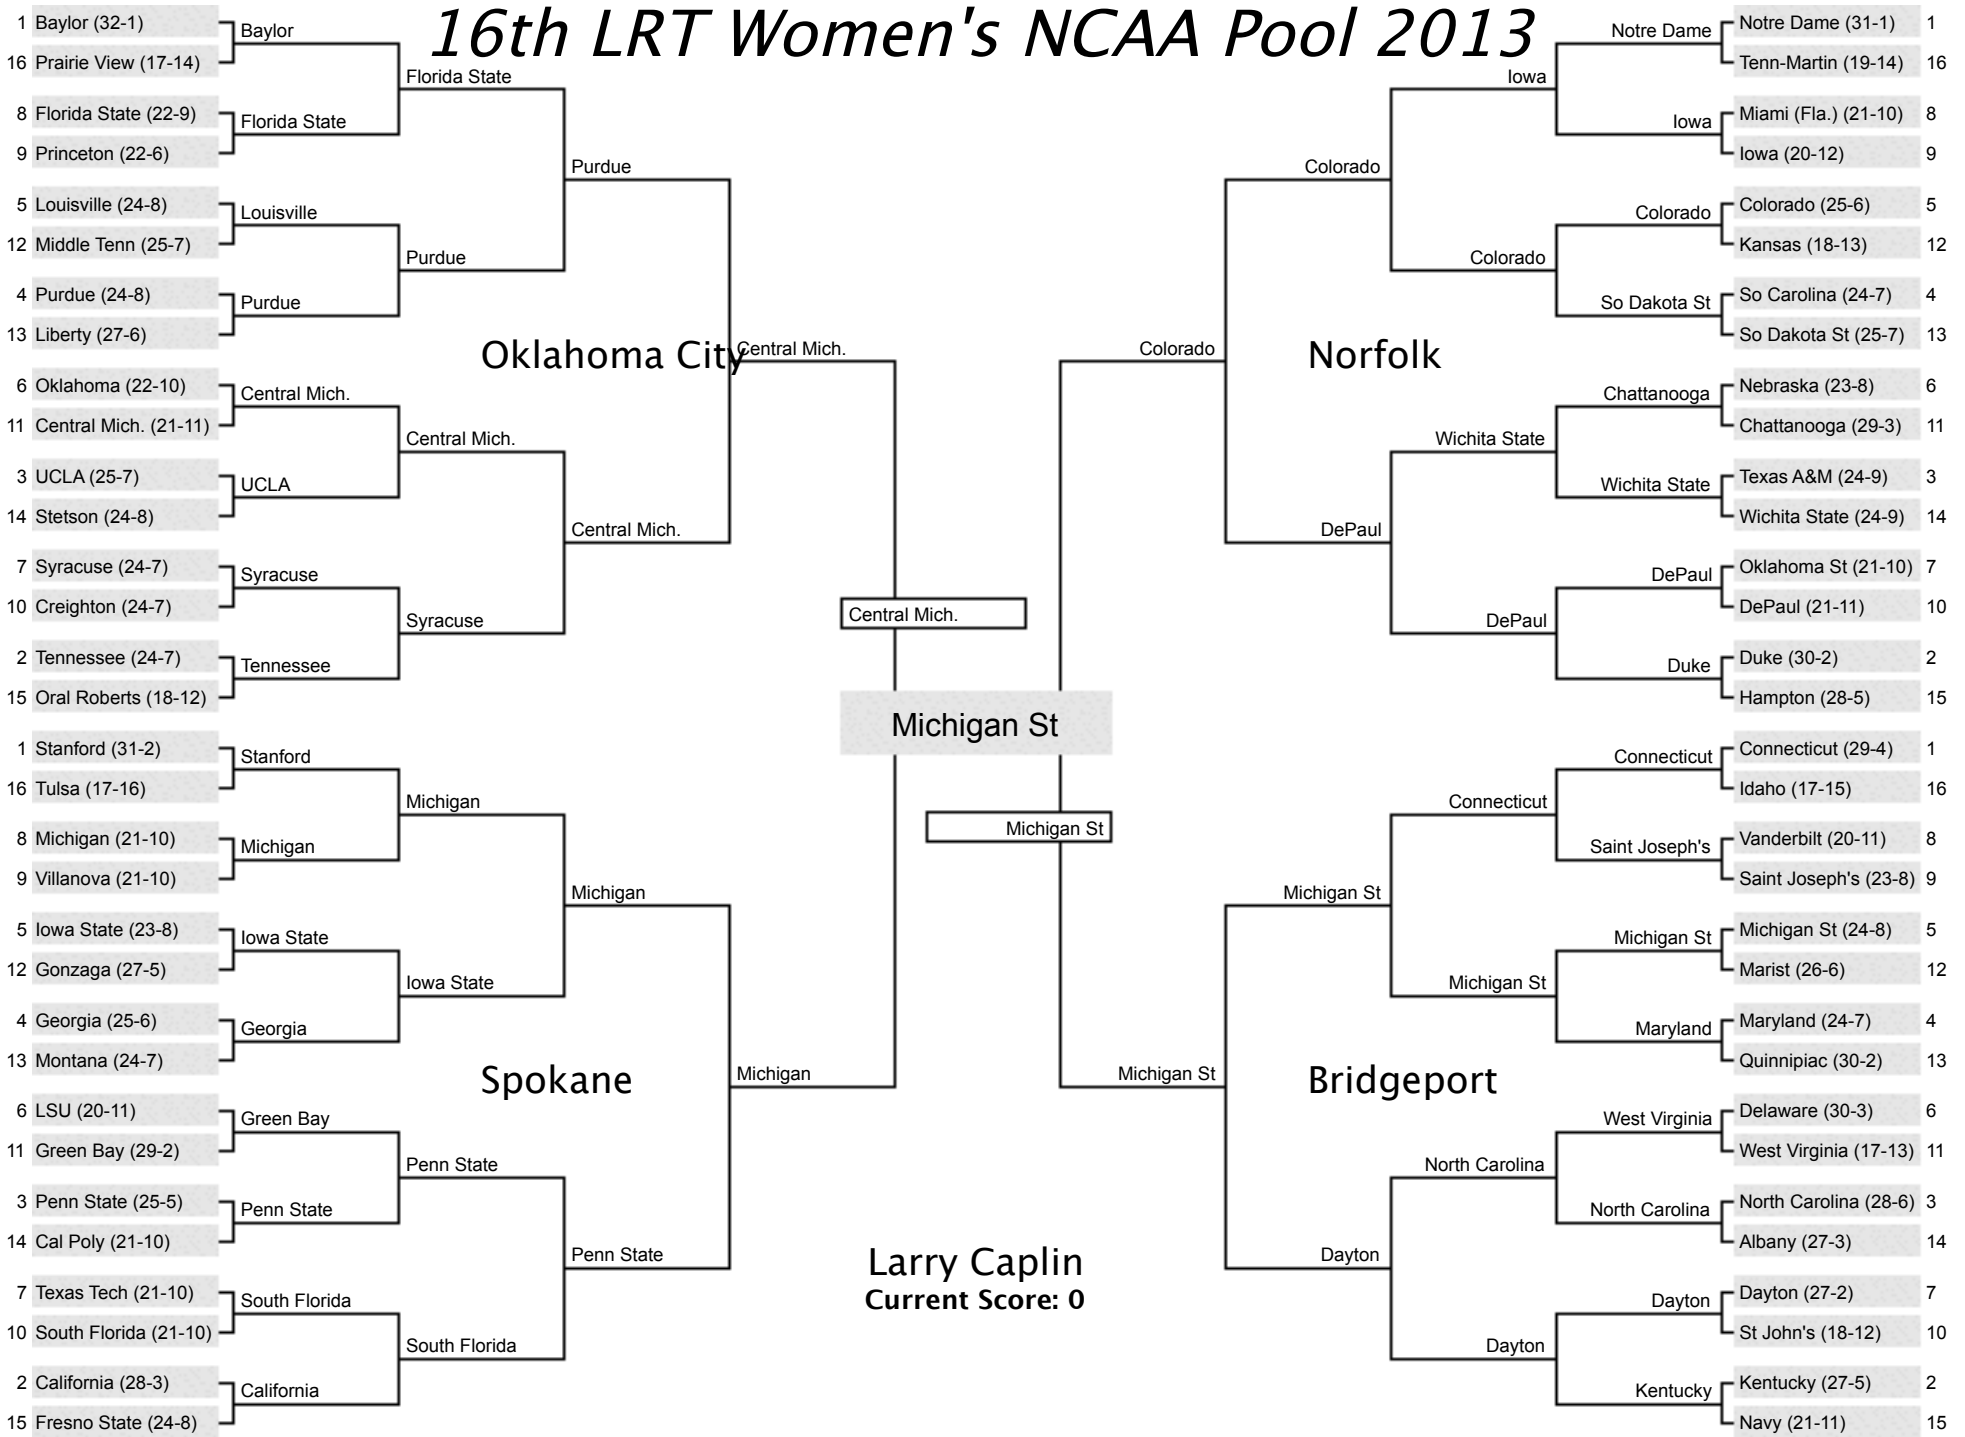 16th LRT Women's NCAA Pool 2013
1 Baylor (32-1)
16 Prairie View (17-14)
8 Florida State (22-9)
9 Princeton (22-6)
5 Louisville (24-8)
12 Middle Tenn (25-7)
4 Purdue (24-8)
13 Liberty (27-6)
6 Oklahoma (22-10)
11 Central Mich. (21-11)
3 UCLA (25-7)
14 Stetson (24-8)
7 Syracuse (24-7)
10 Creighton (24-7)
2 Tennessee (24-7)
15 Oral Roberts (18-12)
Baylor
Florida State
Louisville
Purdue
Central Mich.
UCLA
Syracuse
Tennessee
Florida State
Purdue
Central Mich.
Syracuse
Purdue
Central Mich.
Oklahoma City
Central Mich.
1 Stanford (31-2)
16 Tulsa (17-16)
8 Michigan (21-10)
9 Villanova (21-10)
5 Iowa State (23-8)
12 Gonzaga (27-5)
4 Georgia (25-6)
13 Montana (24-7)
6 LSU (20-11)
11 Green Bay (29-2)
3 Penn State (25-5)
14 Cal Poly (21-10)
7 Texas Tech (21-10)
10 South Florida (21-10)
2 California (28-3)
15 Fresno State (24-8)
Stanford
Michigan
Iowa State
Georgia
Green Bay
Penn State
South Florida
California
Michigan
Iowa State
Penn State
South Florida
Michigan
Penn State
Spokane
Michigan
Central Mich.
Michigan St
Michigan St
Larry Caplin
Current Score: 0
Notre Dame (31-1) 1
Tenn-Martin (19-14) 16
Miami (Fla.) (21-10) 8
Iowa (20-12) 9
Colorado (25-6) 5
Kansas (18-13) 12
So Carolina (24-7) 4
So Dakota St (25-7) 13
Nebraska (23-8) 6
Chattanooga (29-3) 11
Texas A&M (24-9) 3
Wichita State (24-9) 14
Oklahoma St (21-10) 7
DePaul (21-11) 10
Duke (30-2) 2
Hampton (28-5) 15
Notre Dame
Iowa
Colorado
So Dakota St
Chattanooga
Wichita State
DePaul
Duke
Iowa
Colorado
Wichita State
DePaul
Colorado
DePaul
Norfolk
Colorado
Connecticut (29-4) 1
Idaho (17-15) 16
Vanderbilt (20-11) 8
Saint Joseph's (23-8) 9
Michigan St (24-8) 5
Marist (26-6) 12
Maryland (24-7) 4
Quinnipiac (30-2) 13
Delaware (30-3) 6
West Virginia (17-13) 11
North Carolina (28-6) 3
Albany (27-3) 14
Dayton (27-2) 7
St John's (18-12) 10
Kentucky (27-5) 2
Navy (21-11) 15
Connecticut
Saint Joseph's
Michigan St
Maryland
West Virginia
North Carolina
Dayton
Kentucky
Connecticut
Michigan St
North Carolina
Dayton
Michigan St
Dayton
Bridgeport
Michigan St